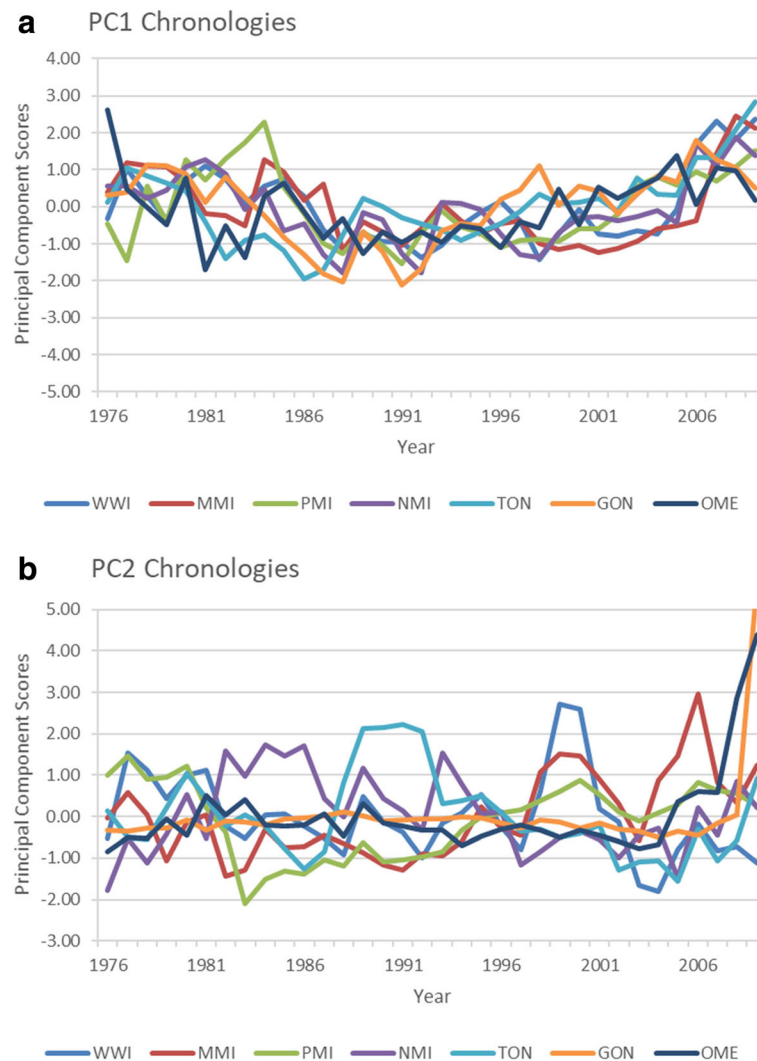 a
PC1 Chronologies
4.00
3.00
2.00
1.00
0.00
-1.00
-2.00
-3.00
-4.00
-5.00
Principal Component Scores
1976 1981 1986 1991 1996 2001 2006
Year
WWI MMI PMI NMI TON GON OME
b
PC2 Chronologies
5.00
4.00
3.00
2.00
1.00
0.00
-1.00
-2.00
-3.00
Principal Component Scores
1976 1981 1986 1991 1996 2001 2006
Year
WWI MMI PMI NMI TON GON OME